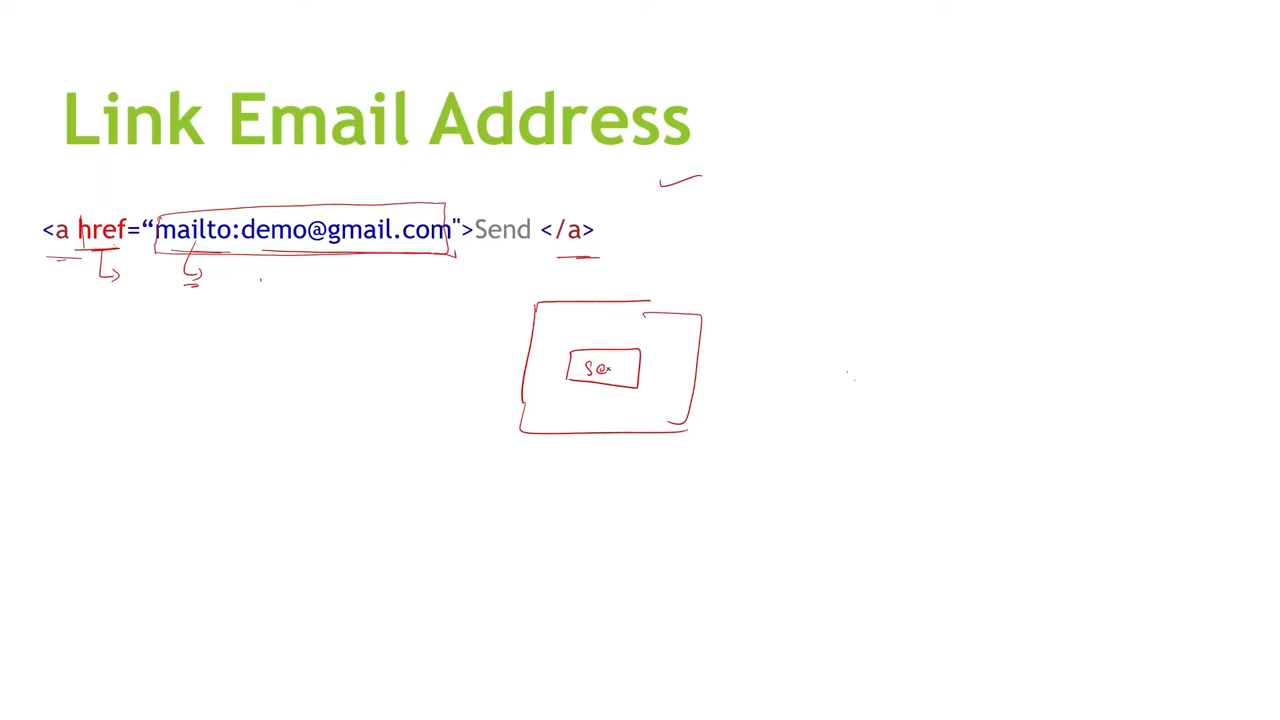 Link Email Address
<a href=“mailto:demo@gmail.com">Send </a>